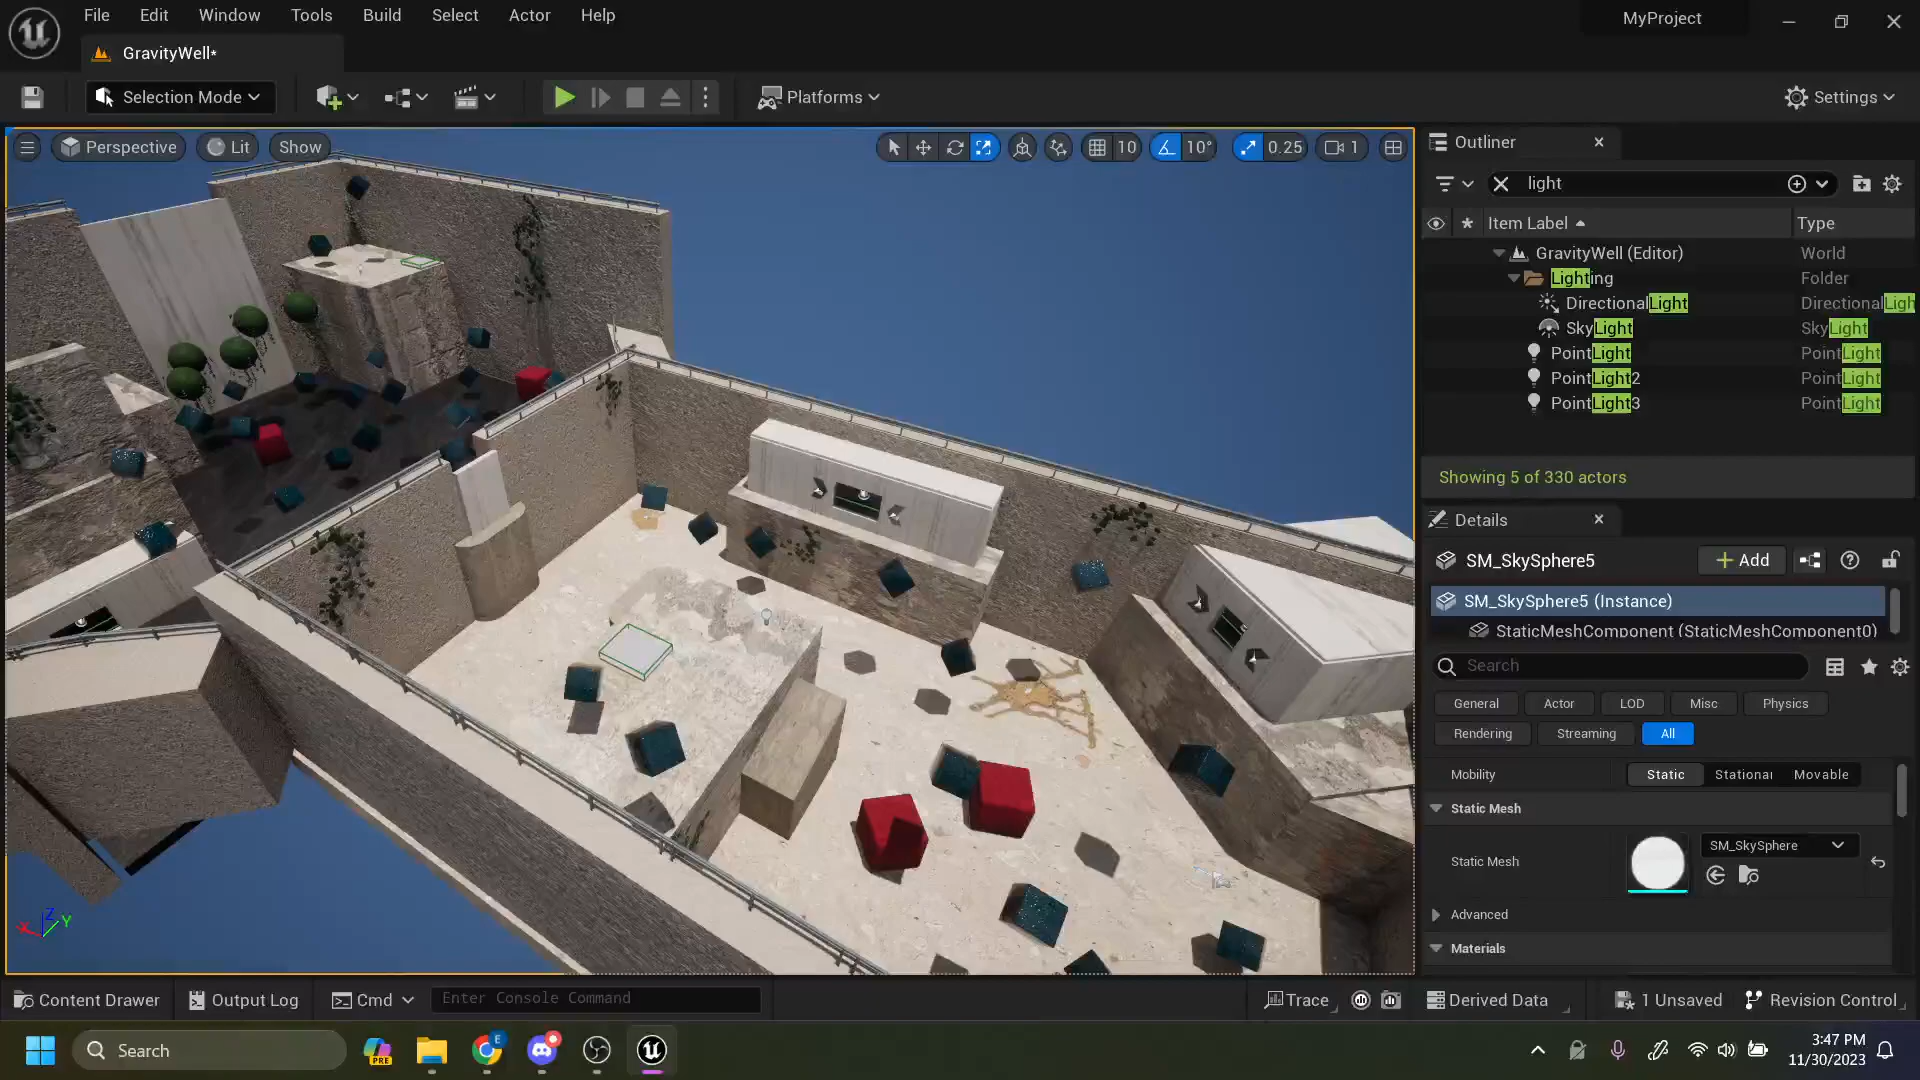 File Edit Window Tools Build Select Actor Help
MyProject
GravityWell*
Selection Mode
Platforms
Settings
Perspective Lit Show
10 10° 0.25 1
Outliner
light
Item Label Type
GravityWell (Editor) World
Lighting Folder
DirectionalLight DirectionalLigh
SkyLight SkyLight
PointLight PointLight
PointLight2 PointLight
PointLight3 PointLight
Showing 5 of 330 actors
Details
SM_SkySphere5 + Add
SM_SkySphere5 (Instance)
StaticMeshComponent (StaticMeshComponent0)
Search
General Actor LOD Misc Physics
Rendering Streaming All
Mobility Static Stationar Movable
Static Mesh
Static Mesh SM_SkySphere
Advanced
Materials
X Y Z
Content Drawer Output Log Cmd Enter Console Command Trace Derived Data 1 Unsaved Revision Control
Search PRE E 3:47 PM
11/30/2023